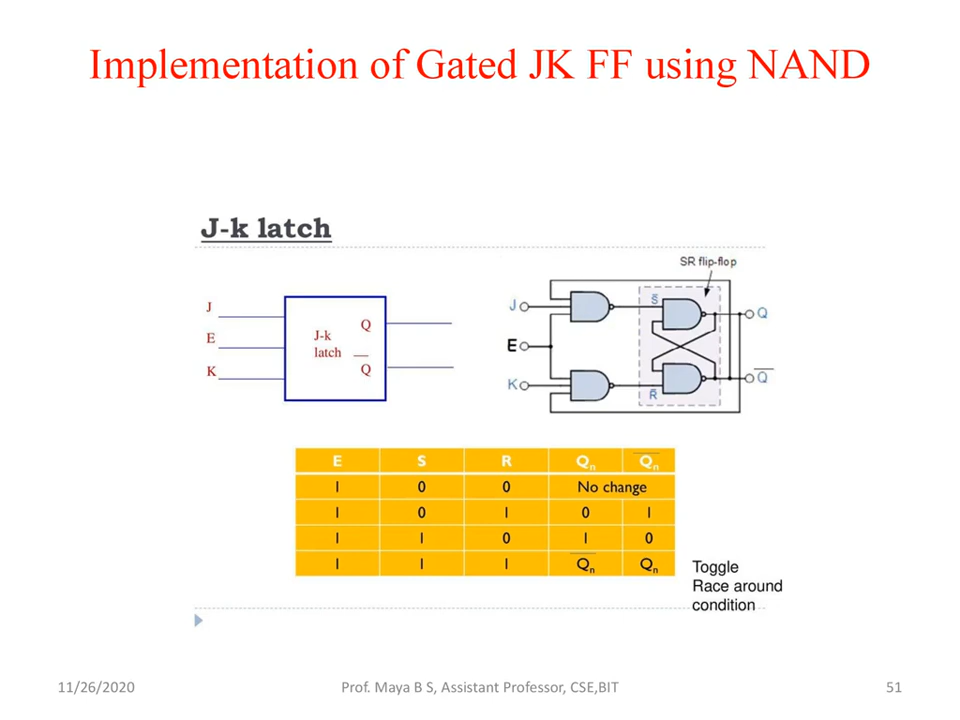 Implementation of Gated JK FF using NAND
J-k latch
SR flip-flop
J
E
K
J-k
latch
Q
Q̅
J
E
K
S̅
R̅
Q
Q̅
E S R Qn Q̅n
1 0 0 No change
1 0 1 0 1
1 1 0 1 0
1 1 1 Q̅n Qn
Toggle
Race around
condition
11/26/2020 Prof. Maya B S, Assistant Professor, CSE,BIT 51